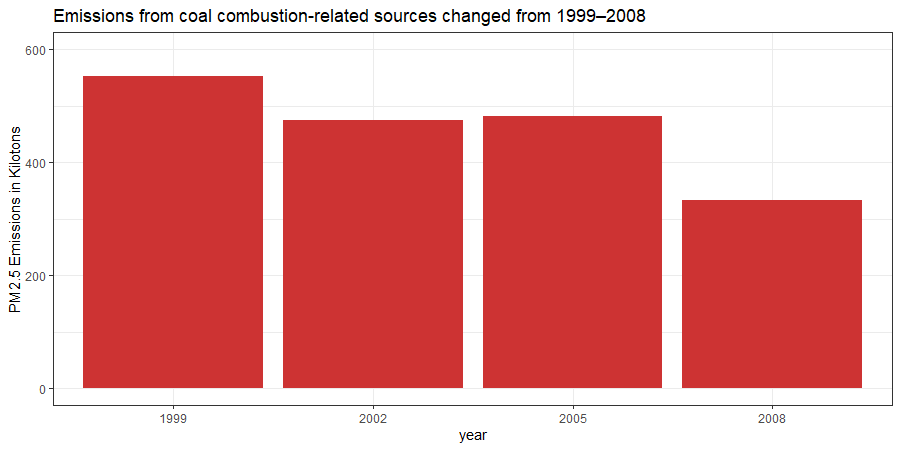 Emissions from coal combustion-related sources changed from 1999–2008
PM2.5 Emissions in Kilotons
600
400
200
0
1999 2002 2005 2008
year